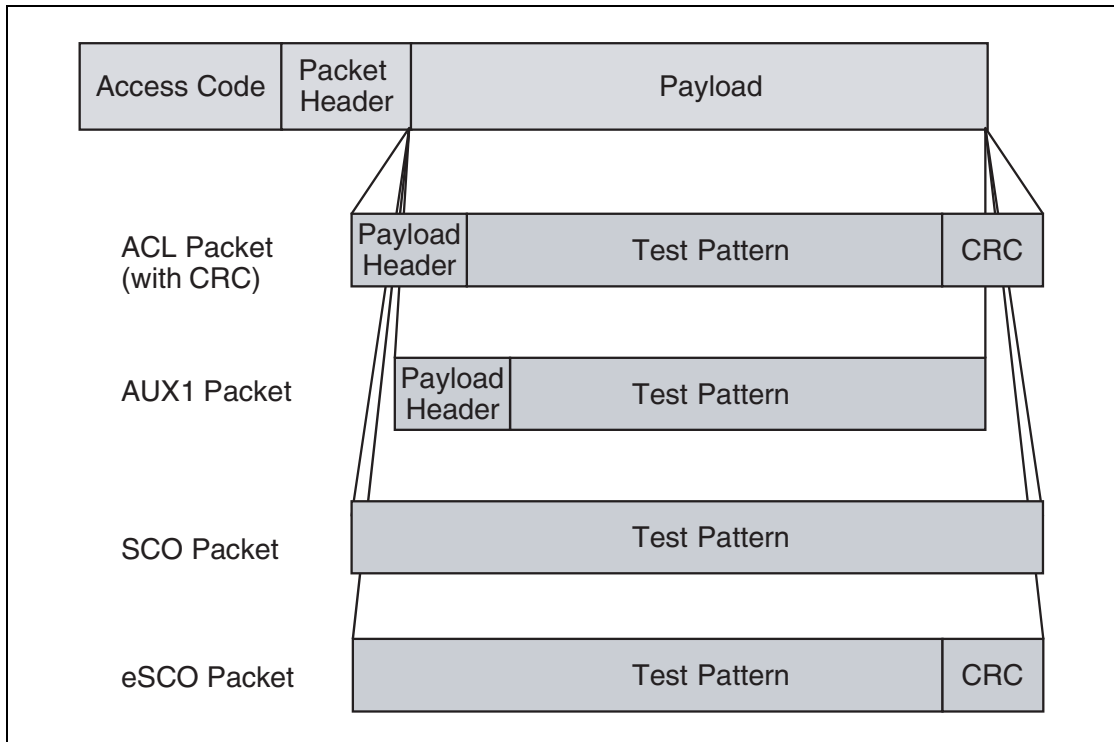 Access Code
Packet
Header
Payload
ACL Packet
(with CRC)
Payload
Header
Test Pattern
CRC
AUX1 Packet
Payload
Header
Test Pattern
SCO Packet
Test Pattern
eSCO Packet
Test Pattern
CRC